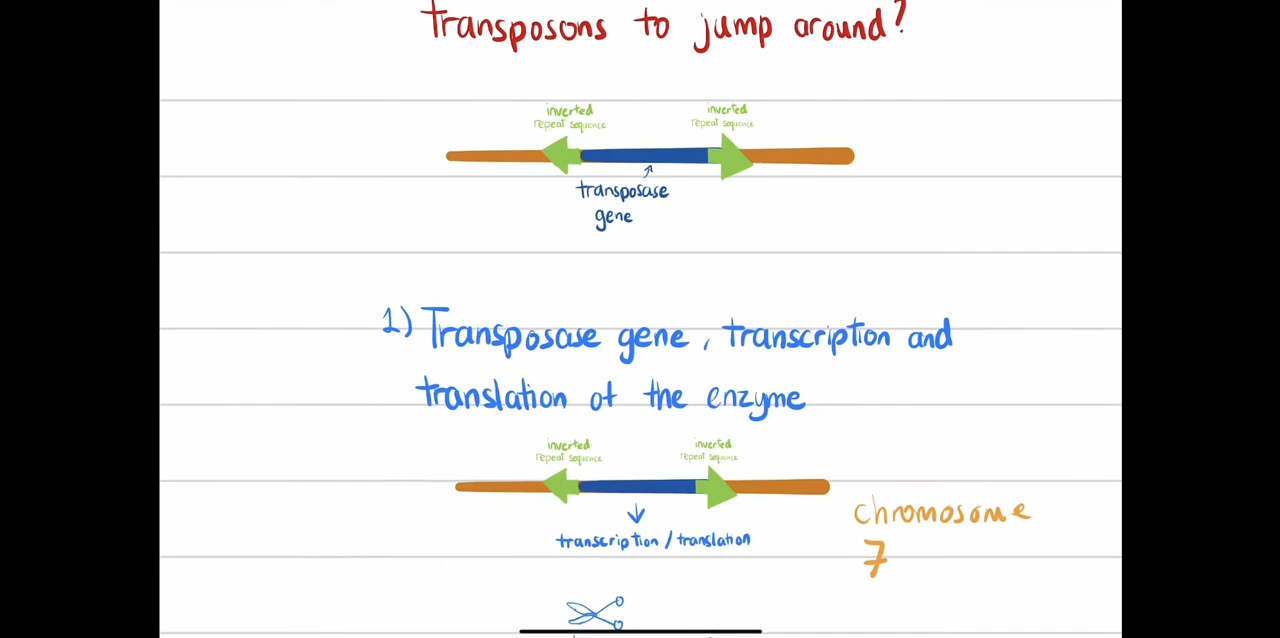 transposons to jump around?
inverted
repeat sequence
inverted
repeat sequence
transposase
gene
1) Transposase gene, transcription and
translation of the enzyme
inverted
repeat sequence
inverted
repeat sequence
transcription / translation
chromosome
7